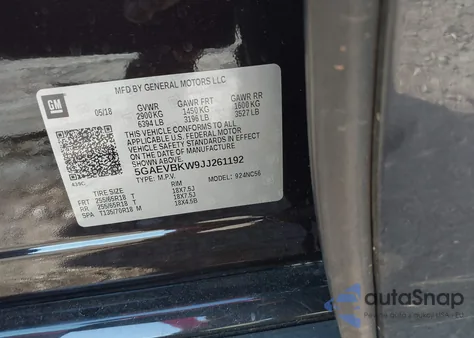 MFD BY GENERAL MOTORS LLC
GM
05/18 GVWR GAWR FRT GAWR RR
2900 KG 1450 KG 1600 KG
6394 LB 3196 LB 3527 LB
THIS VEHICLE CONFORMS TO ALL
APPLICABLE U.S. FEDERAL MOTOR
VEHICLE SAFETY STANDARDS IN
EFFECT ON THE DATE OF
MANUFACTURE SHOWN ABOVE.
5GAEVBKW9JJ261192
TYPE: M.P.V. MODEL: 924NC56
RIM
FRT 255/65R18 T 18X7.5J
RR 255/65R18 T 18X7.5J
SPA T135/70R18 M 18X4.5B
autaSnap